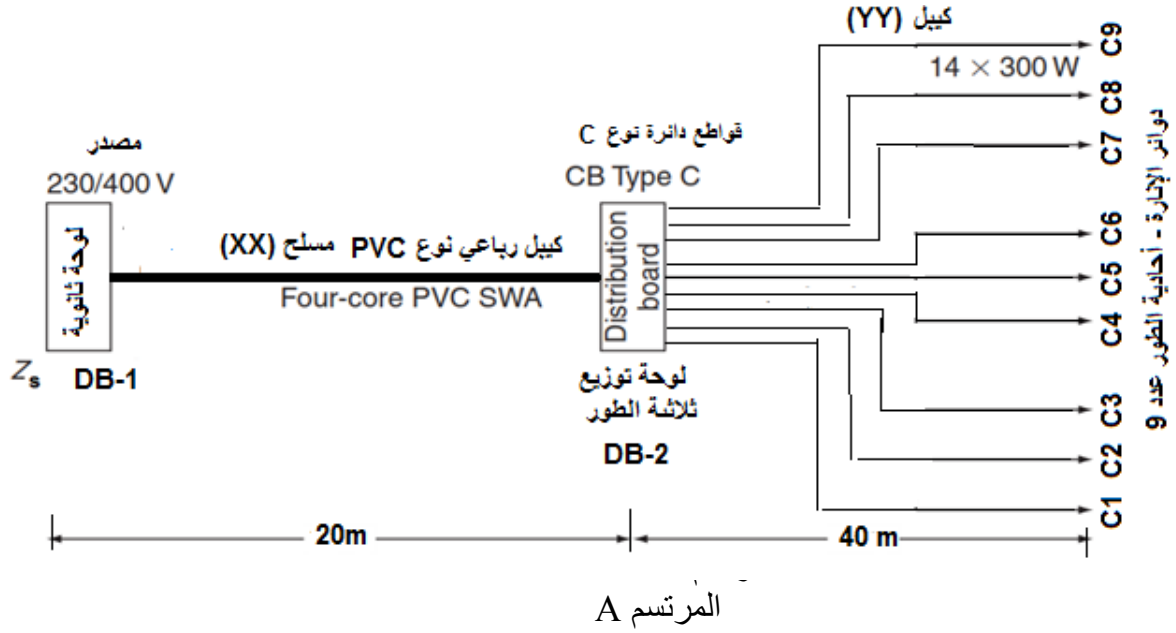 كيبل (YY)
14 × 300 W
C9
C8
C7
C6
C5
C4
C3
C2
C1
دوائر الإنارة - أحادية الطور عدد 9
مصدر
230/400 V
لوحة ثانوية
Zs
DB-1
كيبل رباعي نوع PVC مسلح (XX)
Four-core PVC SWA
قواطع دائرة نوع C
CB Type C
Distribution
board
لوحة توزيع
ثلاثية الطور
DB-2
20m
40 m
المرتسم A